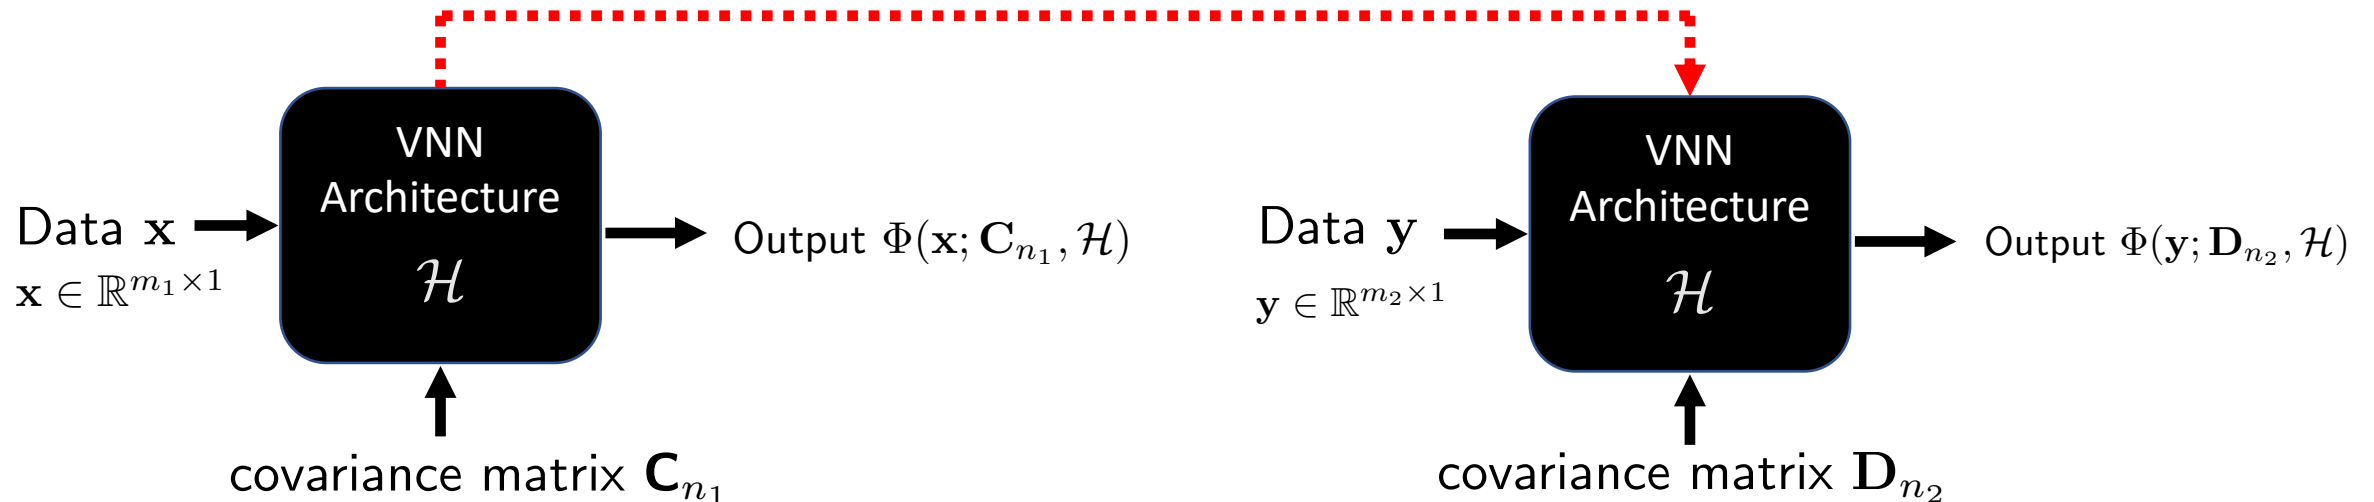 VNN
Architecture
ℋ
Data 𝐱
𝐱 ∈ ℝ^{m₁×1}
Output Φ(𝐱; 𝐂_{n₁}, ℋ)
covariance matrix 𝗖_{n₁}
VNN
Architecture
ℋ
Data 𝐲
𝐲 ∈ ℝ^{m₂×1}
Output Φ(𝐲; 𝐃_{n₂}, ℋ)
covariance matrix 𝐃_{n₂}